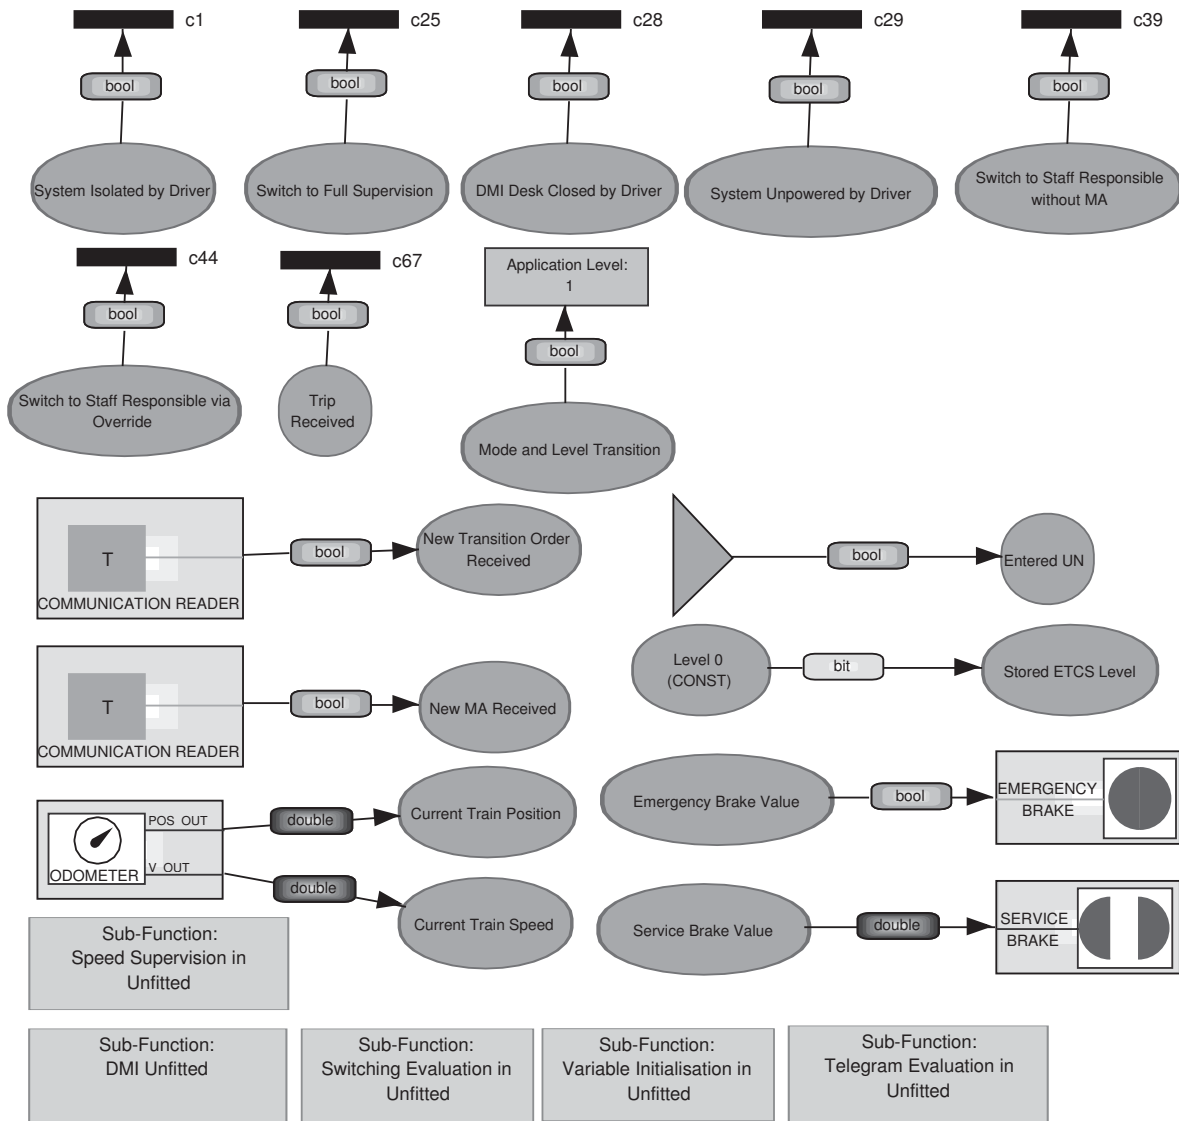 c1
c25
c28
c29
c39
bool
bool
bool
bool
bool
System Isolated by Driver
Switch to Full Supervision
DMI Desk Closed by Driver
System Unpowered by Driver
Switch to Staff Responsible
without MA
c44
c67
Application Level:
1
bool
bool
bool
Switch to Staff Responsible via
Override
Trip
Received
Mode and Level Transition
T
COMMUNICATION READER
bool
New Transition Order
Received
bool
Entered UN
Level 0
(CONST)
bit
Stored ETCS Level
T
COMMUNICATION READER
bool
New MA Received
Emergency Brake Value
bool
EMERGENCY
BRAKE
POS OUT
V OUT
ODOMETER
double
Current Train Position
double
Current Train Speed
Service Brake Value
double
SERVICE
BRAKE
Sub-Function:
Speed Supervision in
Unfitted
Sub-Function:
DMI Unfitted
Sub-Function:
Switching Evaluation in
Unfitted
Sub-Function:
Variable Initialisation in
Unfitted
Sub-Function:
Telegram Evaluation in
Unfitted